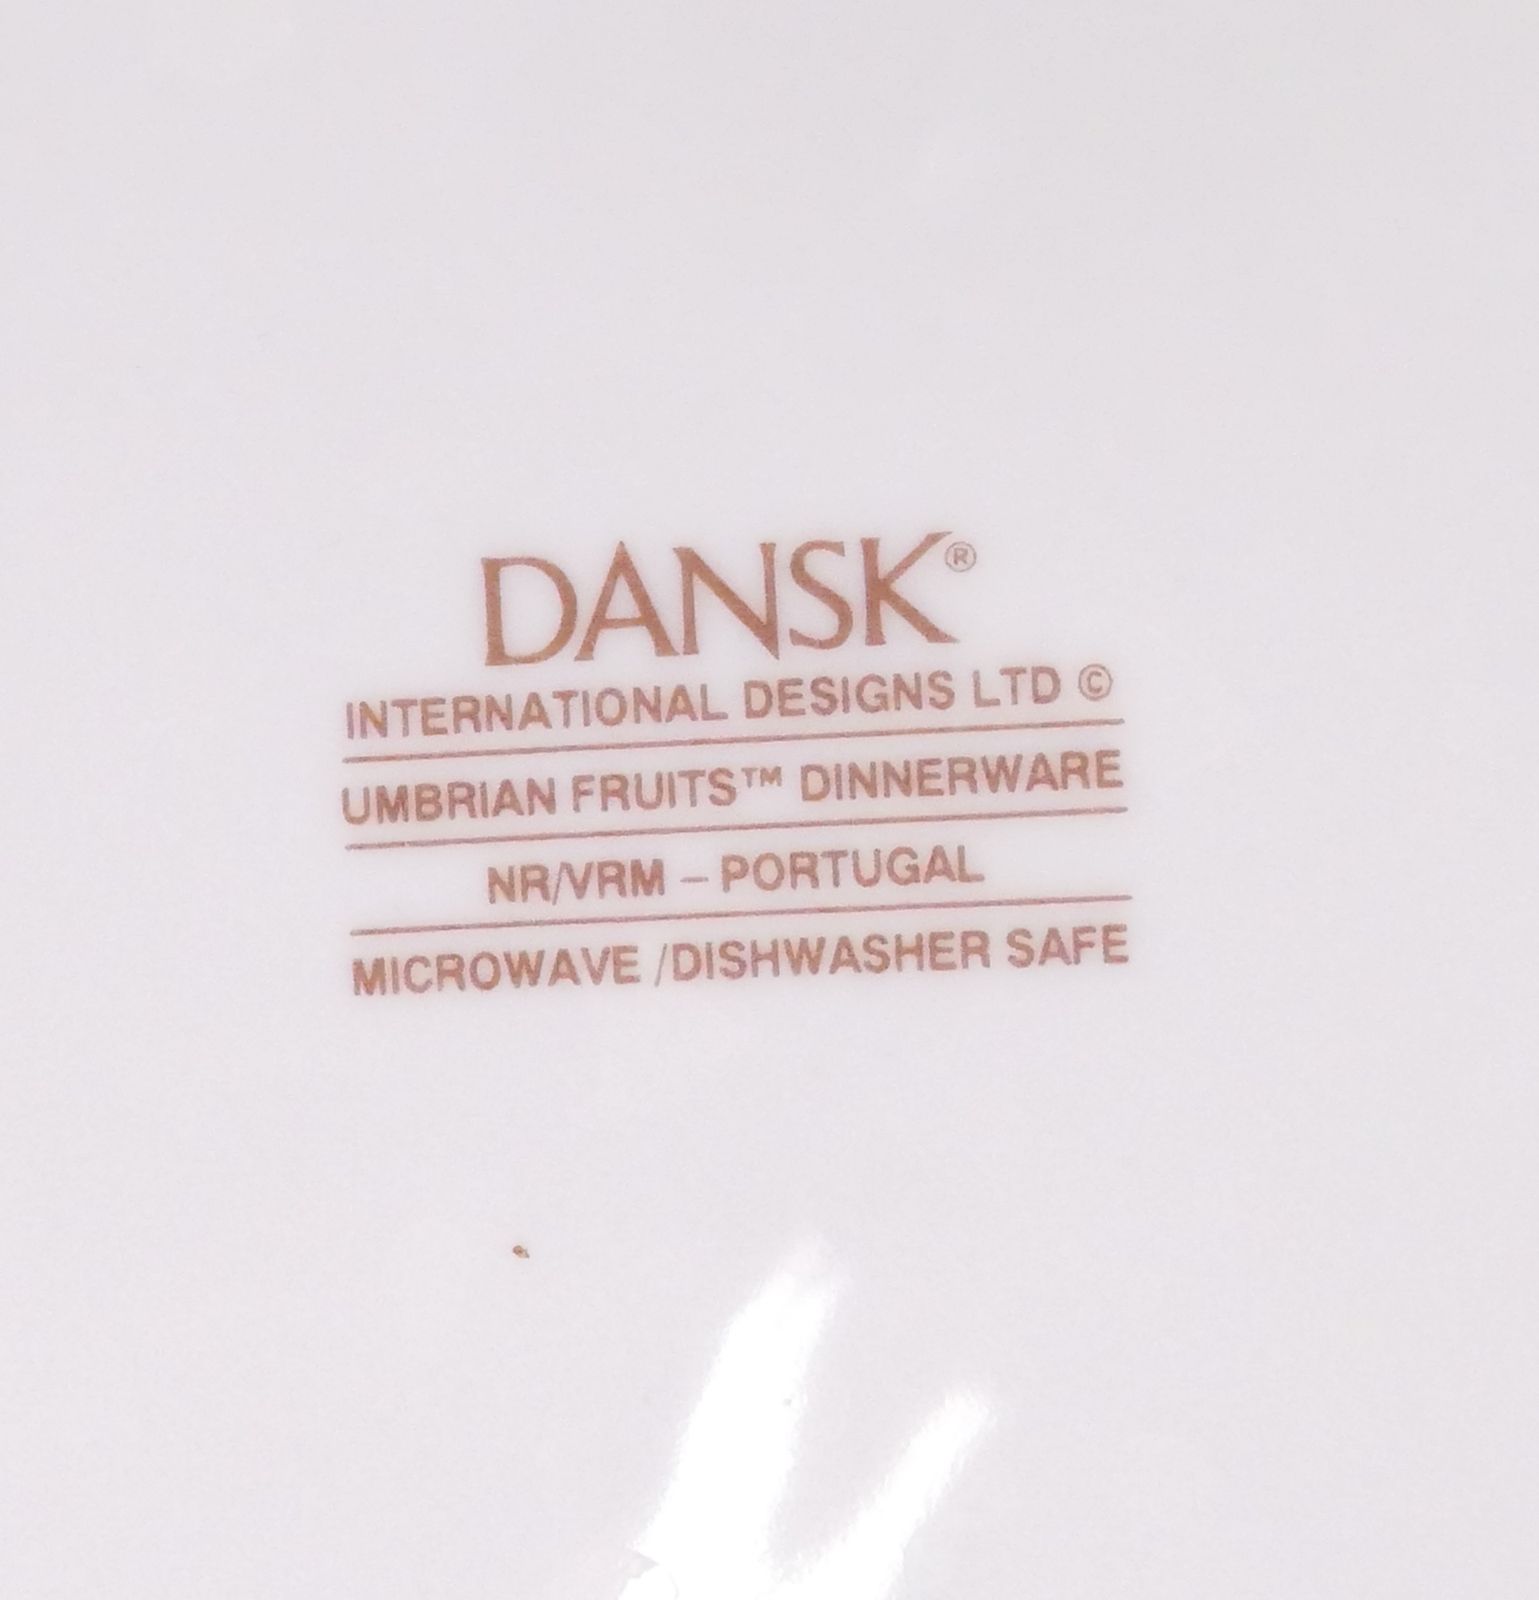 DANSK®
INTERNATIONAL DESIGNS LTD ©
UMBRIAN FRUITS™ DINNERWARE
NR/VRM – PORTUGAL
MICROWAVE /DISHWASHER SAFE